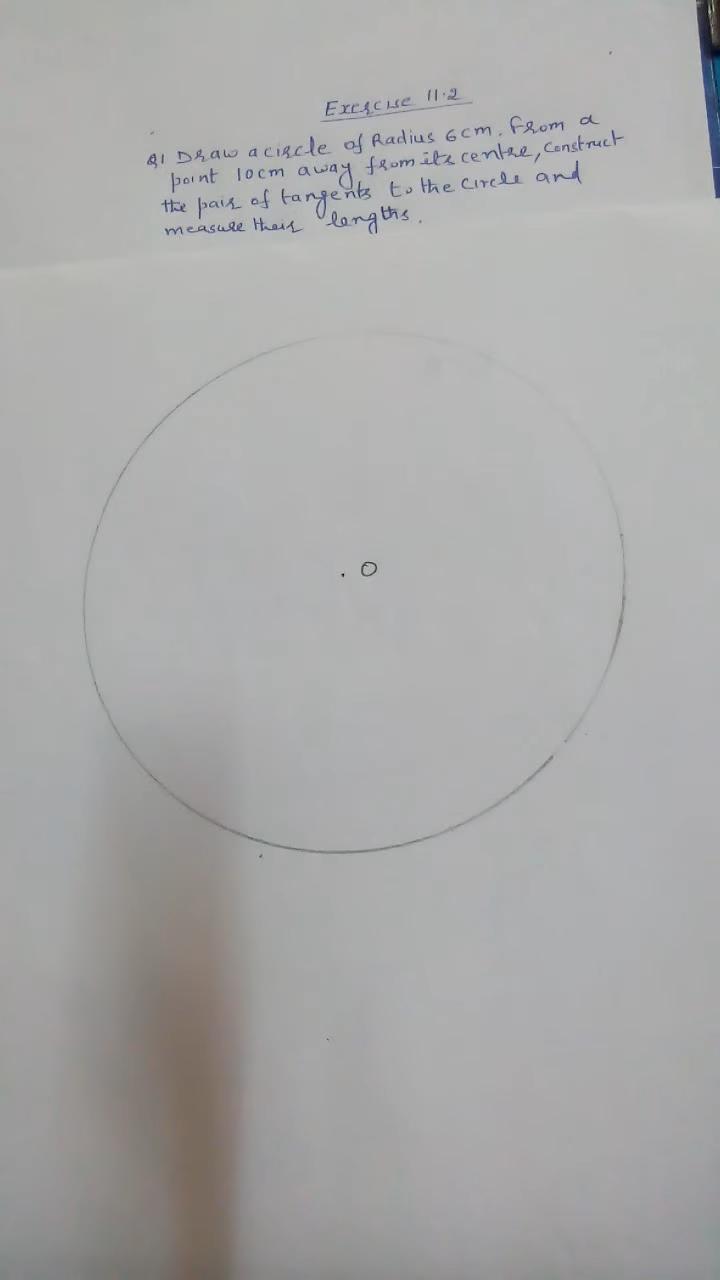 Exercise 11.2
Q1 Draw a circle of Radius 6cm. From a
point 10cm away from its centre, construct
the pair of tangents to the circle and
measure their lengths.
O